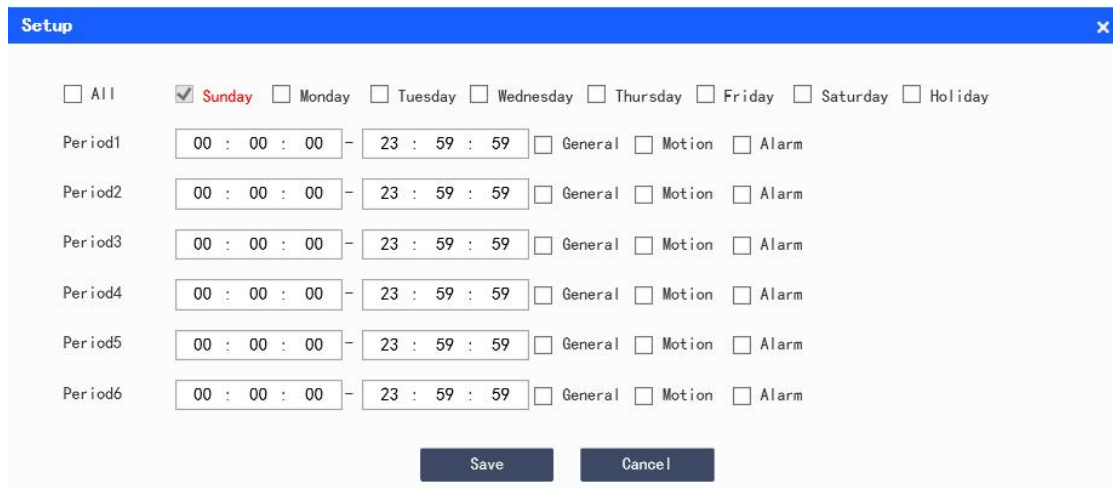 Setup
All Sunday Monday Tuesday Wednesday Thursday Friday Saturday Holiday
Period1 00 : 00 : 00 - 23 : 59 : 59 General Motion Alarm
Period2 00 : 00 : 00 - 23 : 59 : 59 General Motion Alarm
Period3 00 : 00 : 00 - 23 : 59 : 59 General Motion Alarm
Period4 00 : 00 : 00 - 23 : 59 : 59 General Motion Alarm
Period5 00 : 00 : 00 - 23 : 59 : 59 General Motion Alarm
Period6 00 : 00 : 00 - 23 : 59 : 59 General Motion Alarm
Save Cancel